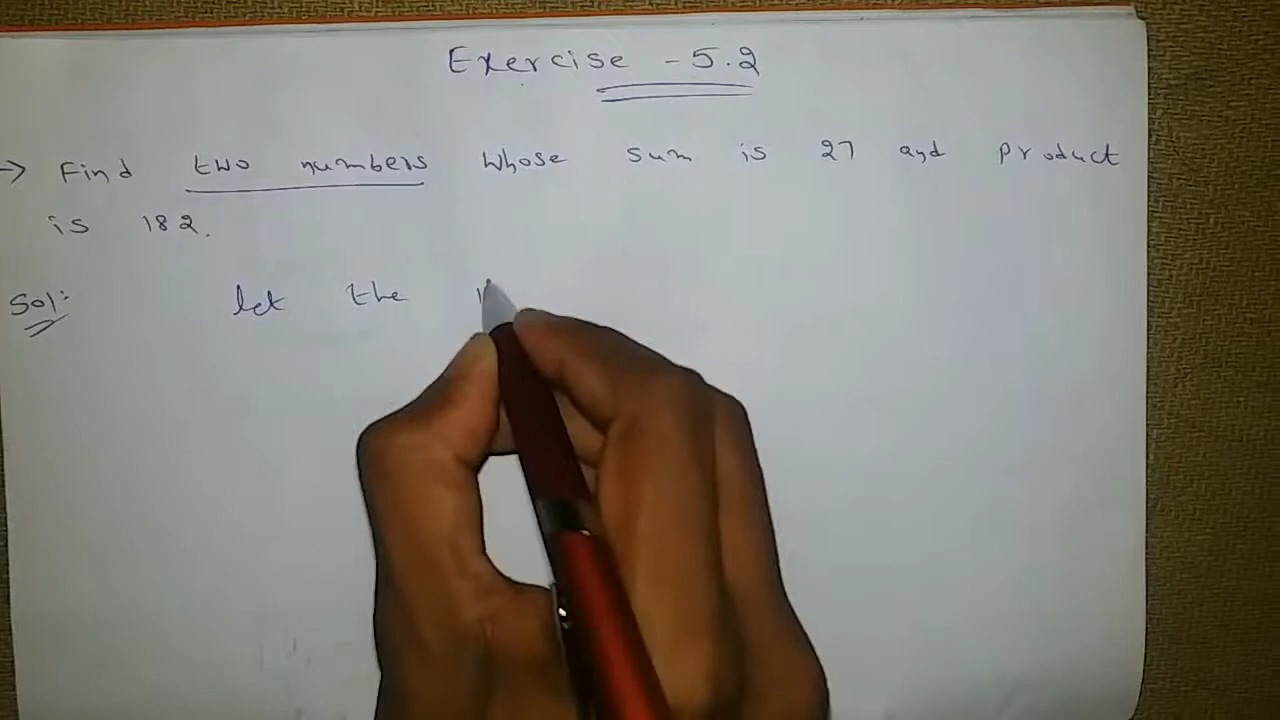 Exercise - 5.2
→ Find two numbers whose sum is 27 and product
is 182.
Sol: let the